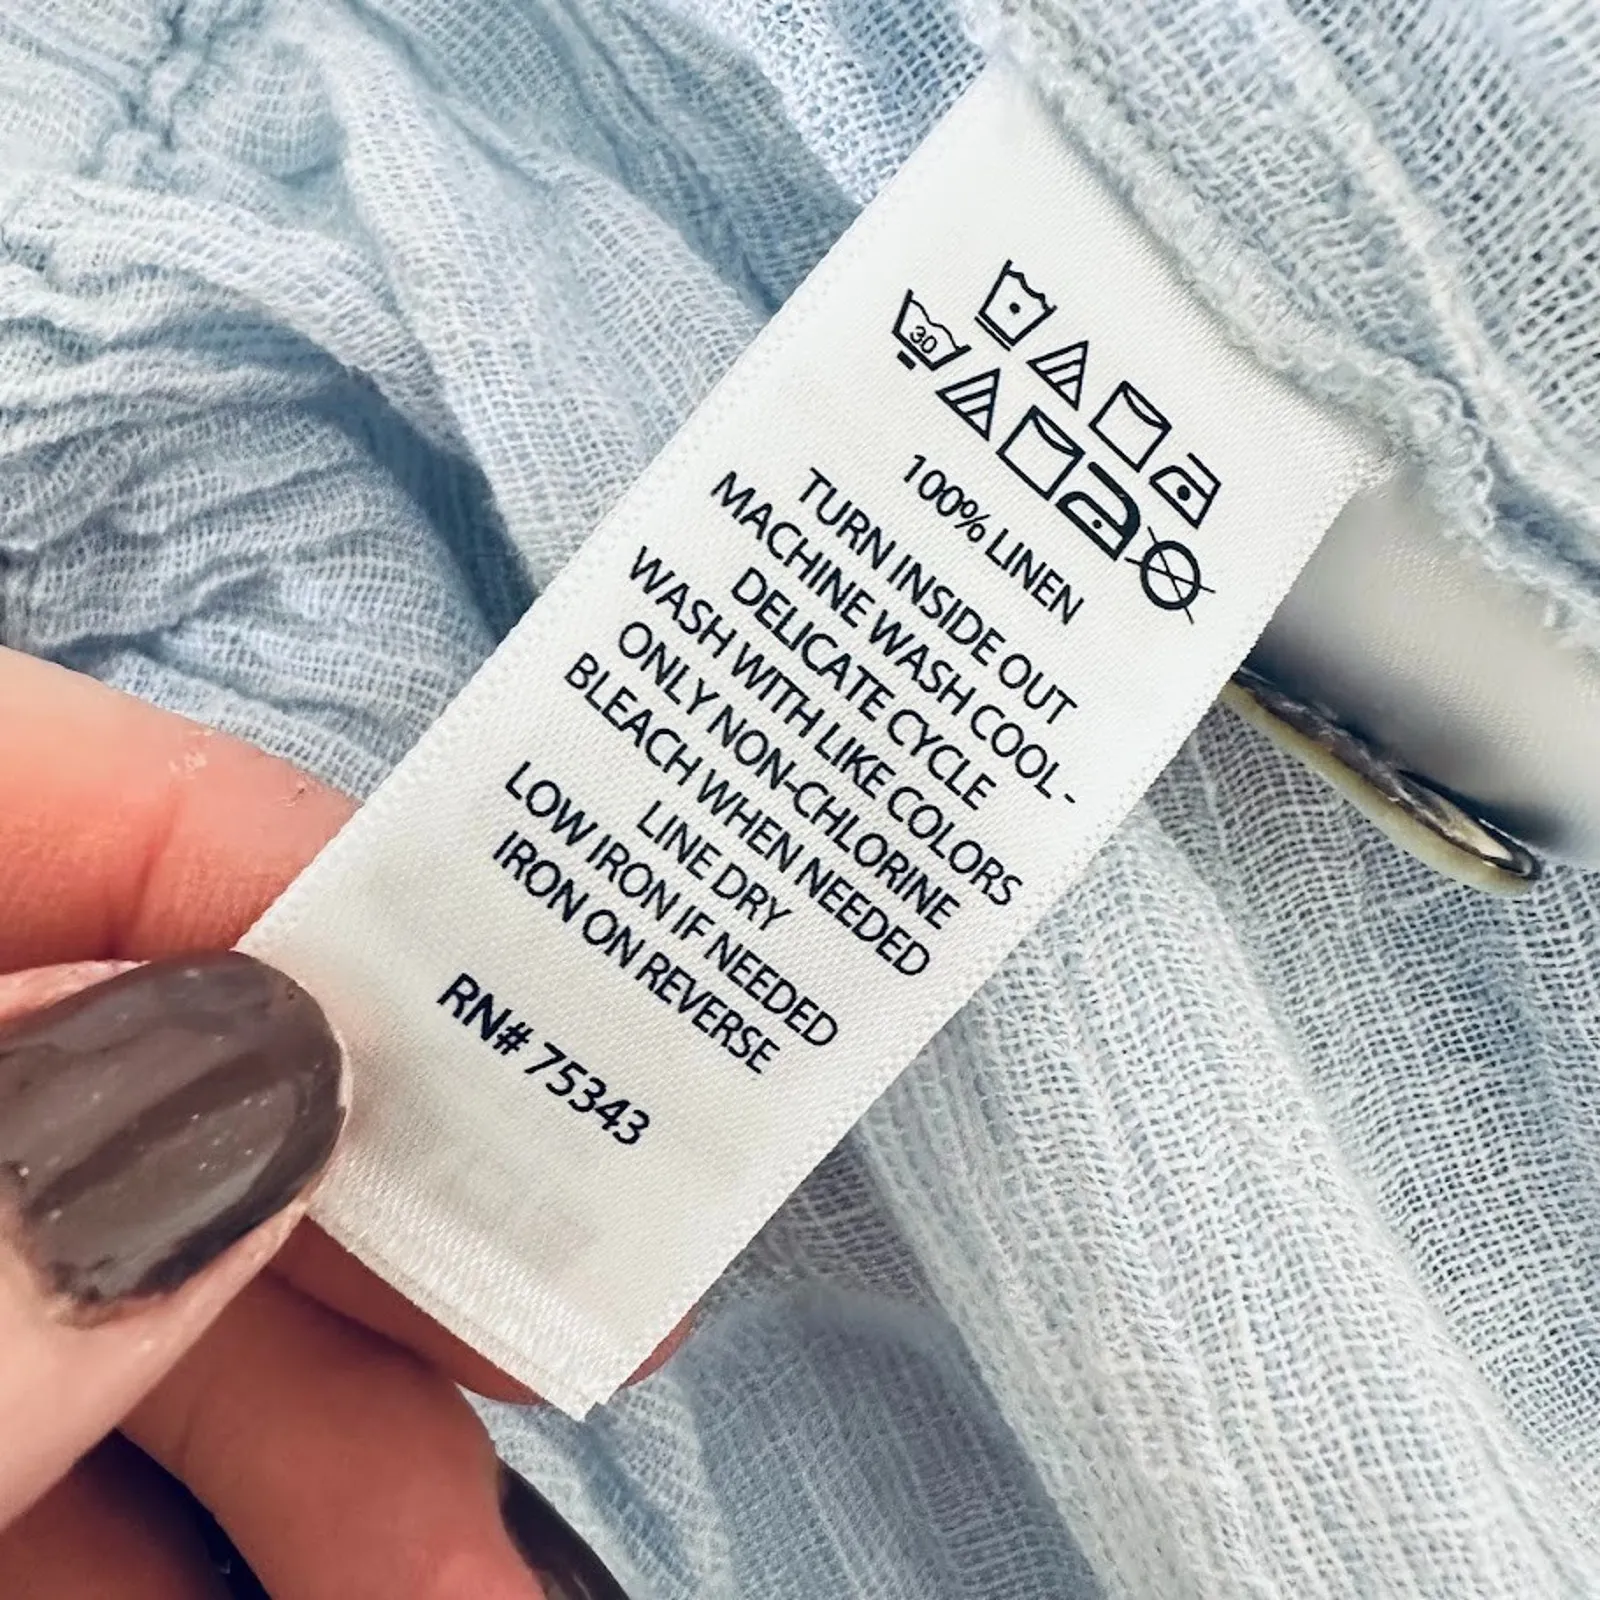 30
100% LINEN
TURN INSIDE OUT
MACHINE WASH COOL -
DELICATE CYCLE
WASH WITH LIKE COLORS
ONLY NON-CHLORINE
BLEACH WHEN NEEDED
LINE DRY
LOW IRON IF NEEDED
IRON ON REVERSE
RN# 75343